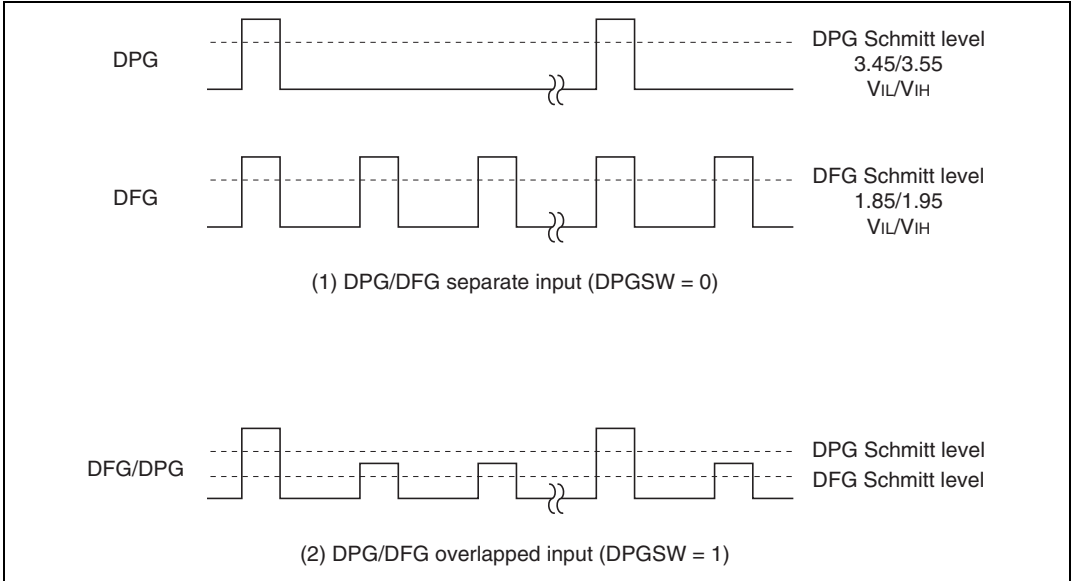 DPG
DPG Schmitt level
3.45/3.55
VIL/VIH
DFG
DFG Schmitt level
1.85/1.95
VIL/VIH
(1) DPG/DFG separate input (DPGSW = 0)
DFG/DPG
DPG Schmitt level
DFG Schmitt level
(2) DPG/DFG overlapped input (DPGSW = 1)